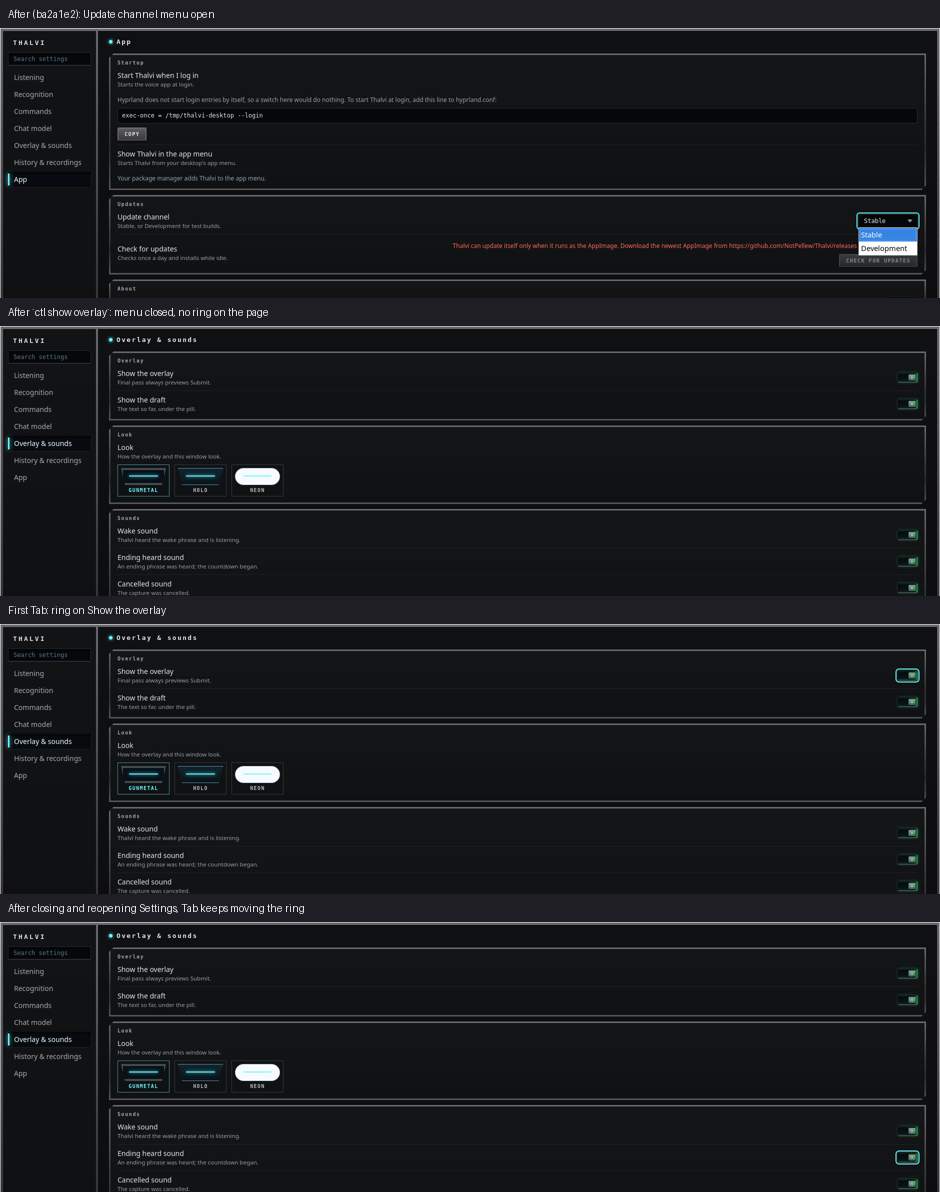 After (ba2a1e2): Update channel menu open
THALVI
Search settings
Listening
Recognition
Commands
Chat model
Overlay & sounds
History & recordings
App
App
Startup
Start Thalvi when I log in
Starts the voice app at login.
Hyprland does not start login entries by itself, so a switch here would do nothing. To start Thalvi at login, add this line to hyprland.conf:
exec-once = /tmp/thalvi-desktop --login
COPY
Show Thalvi in the app menu
Starts Thalvi from your desktop's app menu.
Your package manager adds Thalvi to the app menu.
Updates
Update channel
Stable, or Development for test builds.
Stable
Stable
Development
Check for updates
Checks once a day and installs while idle.
Thalvi can update itself only when it runs as the AppImage. Download the newest AppImage from https://github.com/NotPellew/Thalvi/releases
CHECK FOR UPDATES
About
After `ctl show overlay`: menu closed, no ring on the page
THALVI
Search settings
Listening
Recognition
Commands
Chat model
Overlay & sounds
History & recordings
App
Overlay & sounds
Overlay
Show the overlay
Final pass always previews Submit.
Show the draft
The text so far, under the pill.
Look
Look
How the overlay and this window look.
GUNMETAL
HOLO
NEON
Sounds
Wake sound
Thalvi heard the wake phrase and is listening.
Ending heard sound
An ending phrase was heard; the countdown began.
Cancelled sound
The capture was cancelled.
First Tab: ring on Show the overlay
THALVI
Search settings
Listening
Recognition
Commands
Chat model
Overlay & sounds
History & recordings
App
Overlay & sounds
Overlay
Show the overlay
Final pass always previews Submit.
Show the draft
The text so far, under the pill.
Look
Look
How the overlay and this window look.
GUNMETAL
HOLO
NEON
Sounds
Wake sound
Thalvi heard the wake phrase and is listening.
Ending heard sound
An ending phrase was heard; the countdown began.
Cancelled sound
The capture was cancelled.
After closing and reopening Settings, Tab keeps moving the ring
THALVI
Search settings
Listening
Recognition
Commands
Chat model
Overlay & sounds
History & recordings
App
Overlay & sounds
Overlay
Show the overlay
Final pass always previews Submit.
Show the draft
The text so far, under the pill.
Look
Look
How the overlay and this window look.
GUNMETAL
HOLO
NEON
Sounds
Wake sound
Thalvi heard the wake phrase and is listening.
Ending heard sound
An ending phrase was heard; the countdown began.
Cancelled sound
The capture was cancelled.